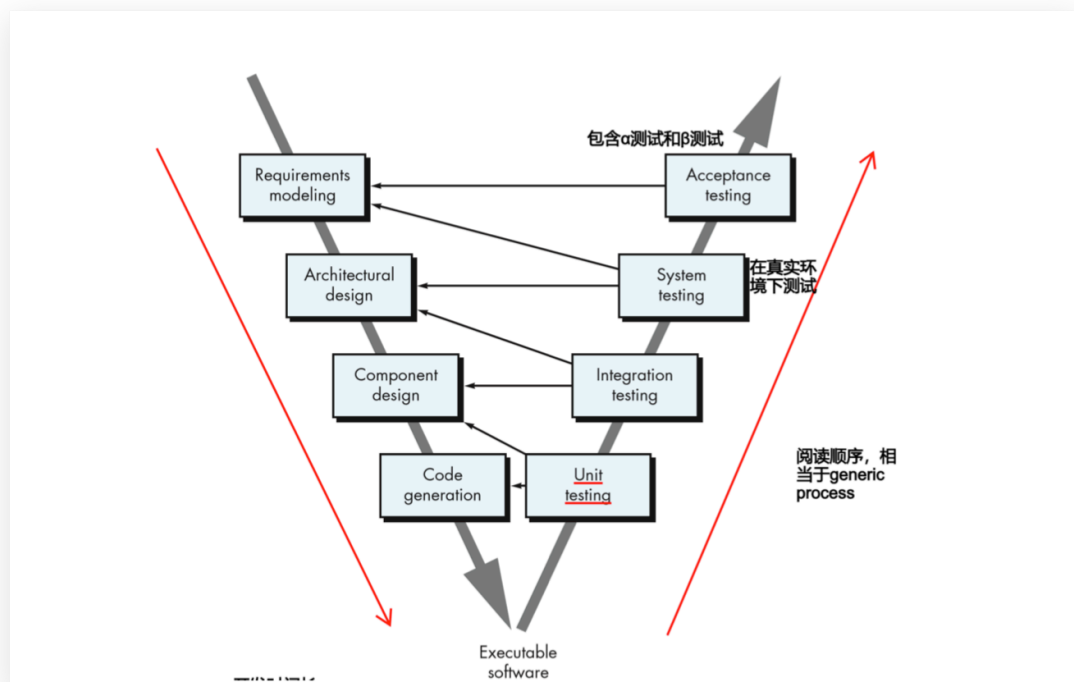 包含α测试和β测试
Requirements
modeling
Acceptance
testing
Architectural
design
System
testing
在真实环
境下测试
Component
design
Integration
testing
Code
generation
Unit
testing
阅读顺序，相
当于generic
process
Executable
software